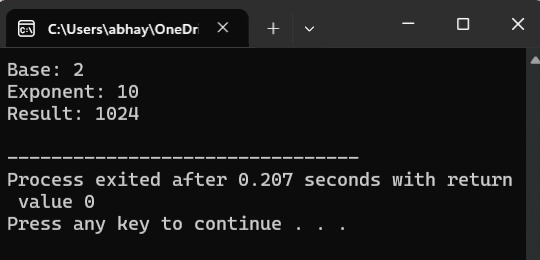 C:\Users\abhay\OneDri
Base: 2
Exponent: 10
Result: 1024
--------------------------------
Process exited after 0.207 seconds with return
 value 0
Press any key to continue . . .